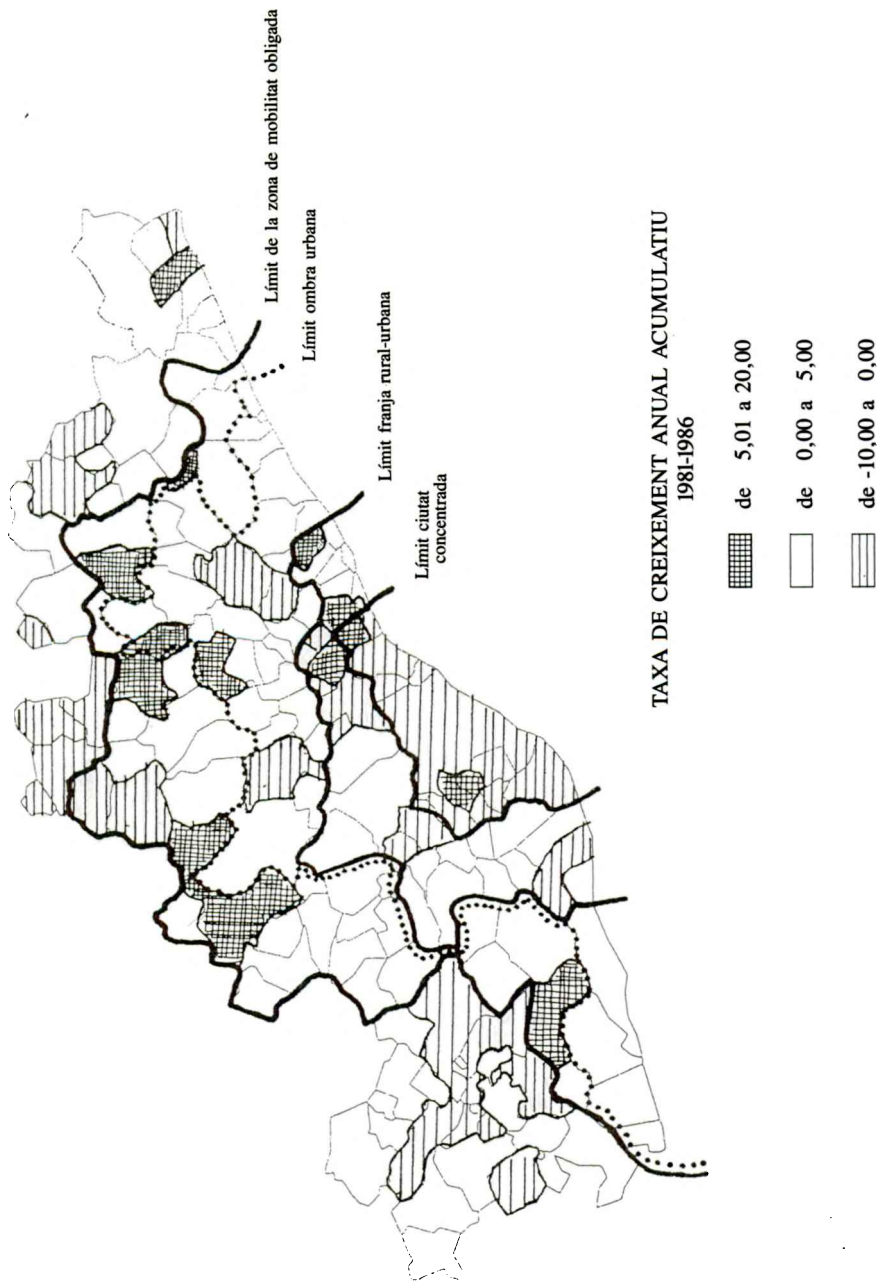 Límit de la zona de mobilitat obligada
Límit ombra urbana
Límit franja rural-urbana
Límit ciutat
concentrada
TAXA DE CREIXEMENT ANUAL ACUMULATIU
1981-1986
de 5,01 a 20,00
de 0,00 a 5,00
de -10,00 a 0,00